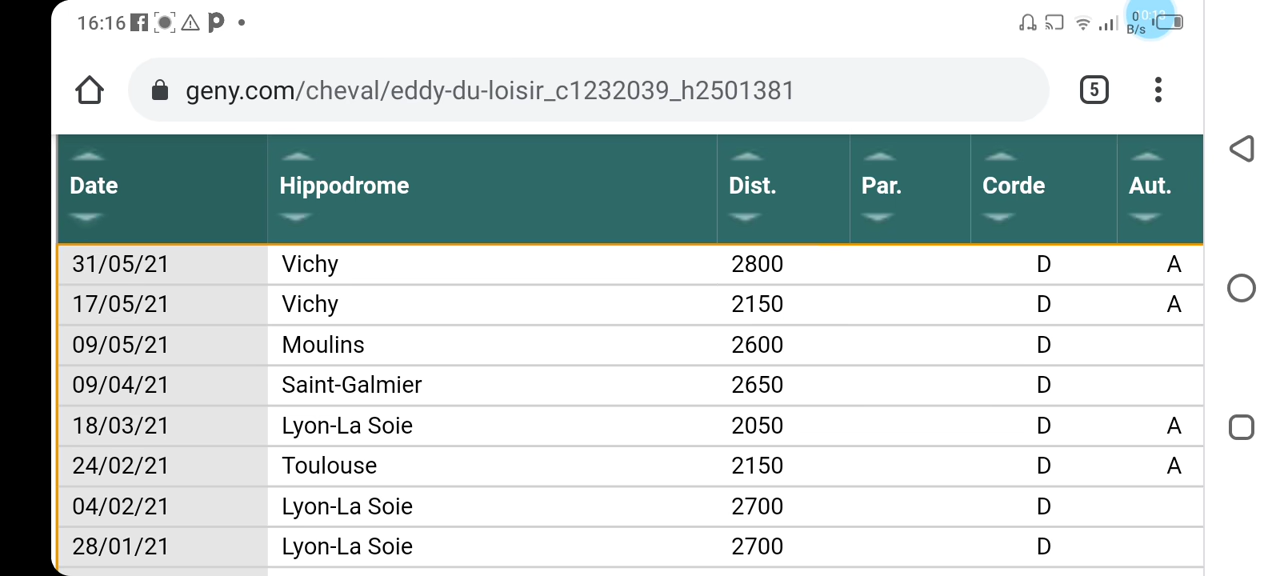 16:16
0 0:13
B/s
geny.com/cheval/eddy-du-loisir_c1232039_h2501381 5
Date Hippodrome Dist. Par. Corde Aut.
31/05/21 Vichy 2800 D A
17/05/21 Vichy 2150 D A
09/05/21 Moulins 2600 D
09/04/21 Saint-Galmier 2650 D
18/03/21 Lyon-La Soie 2050 D A
24/02/21 Toulouse 2150 D A
04/02/21 Lyon-La Soie 2700 D
28/01/21 Lyon-La Soie 2700 D